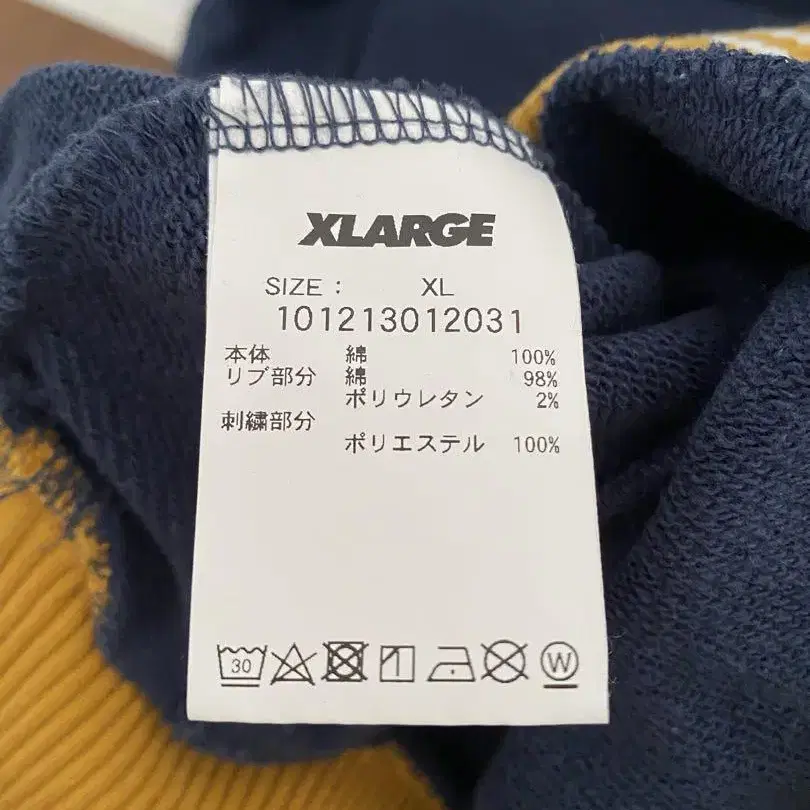 XLARGE
SIZE : XL
101213012031
本体 綿 100%
リブ部分 綿 98%
ポリウレタン 2%
刺繍部分
ポリエステル 100%
30 W